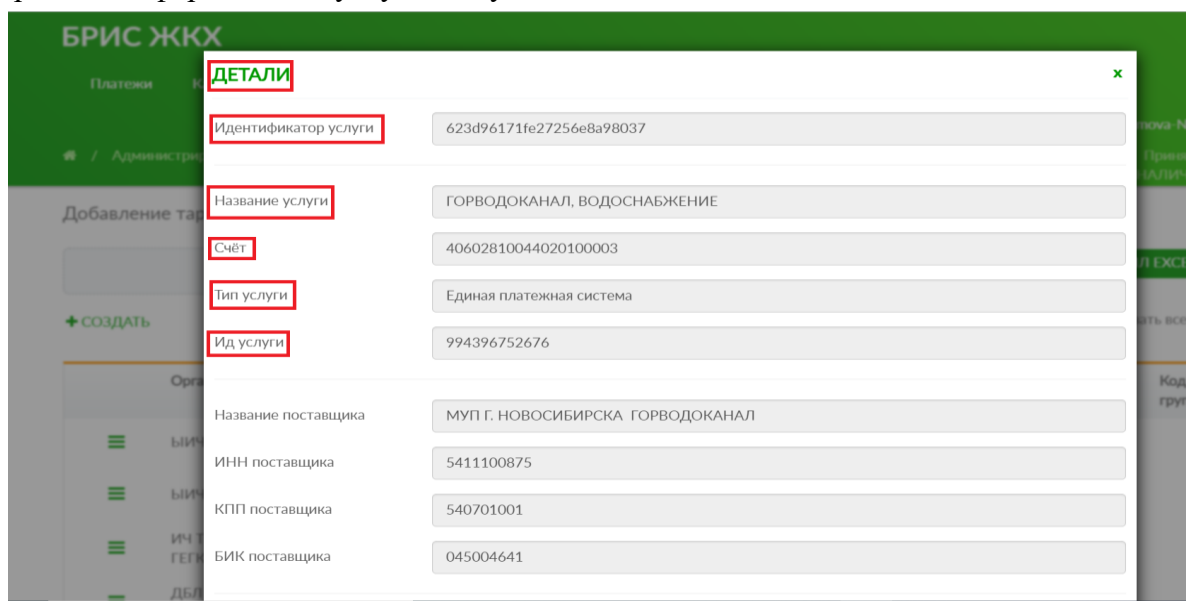 БРИС ЖКХ
ДЕТАЛИ
x
Платежи
Идентификатор услуги
623d96171fe27256e8a98037
Название услуги
ГОРВОДОКАНАЛ, ВОДОСНАБЖЕНИЕ
Добавление
Счёт
40602810044020100003
Тип услуги
Единая платежная система
+ СОЗДАТЬ
Ид услуги
994396752676
Название поставщика
МУП Г. НОВОСИБИРСКА ГОРВОДОКАНАЛ
ИНН поставщика
5411100875
КПП поставщика
540701001
БИК поставщика
045004641